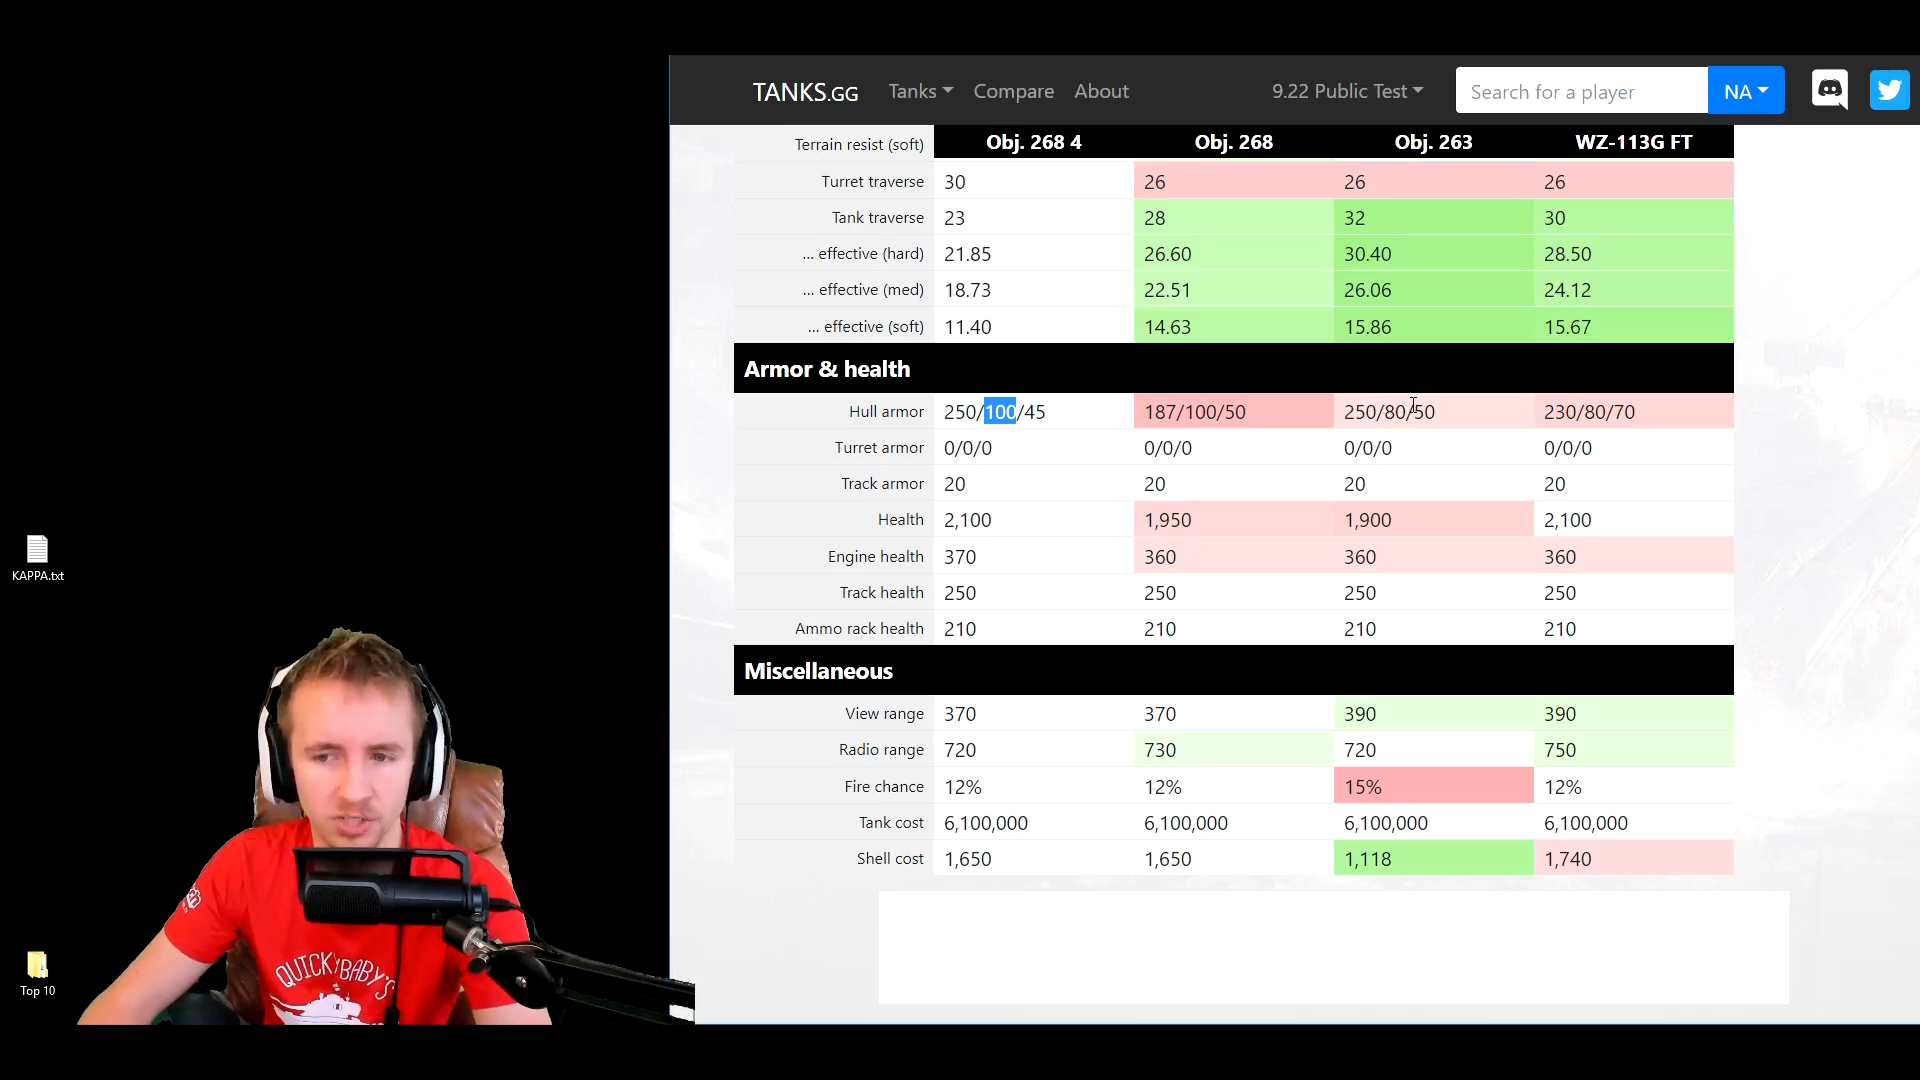 TANKS.GG Tanks Compare About 9.22 Public Test Search for a player NA
Terrain resist (soft) Obj. 268 4 Obj. 268 Obj. 263 WZ-113G FT
Turret traverse 30 26 26 26
Tank traverse 23 28 32 30
... effective (hard) 21.85 26.60 30.40 28.50
... effective (med) 18.73 22.51 26.06 24.12
... effective (soft) 11.40 14.63 15.86 15.67
Armor & health
Hull armor 250/100/45 187/100/50 250/80/50 230/80/70
Turret armor 0/0/0 0/0/0 0/0/0 0/0/0
Track armor 20 20 20 20
Health 2,100 1,950 1,900 2,100
Engine health 370 360 360 360
Track health 250 250 250 250
Ammo rack health 210 210 210 210
Miscellaneous
View range 370 370 390 390
Radio range 720 730 720 750
Fire chance 12% 12% 15% 12%
Tank cost 6,100,000 6,100,000 6,100,000 6,100,000
Shell cost 1,650 1,650 1,118 1,740
KAPPA.txt
Top 10
QUICKYBABY'S